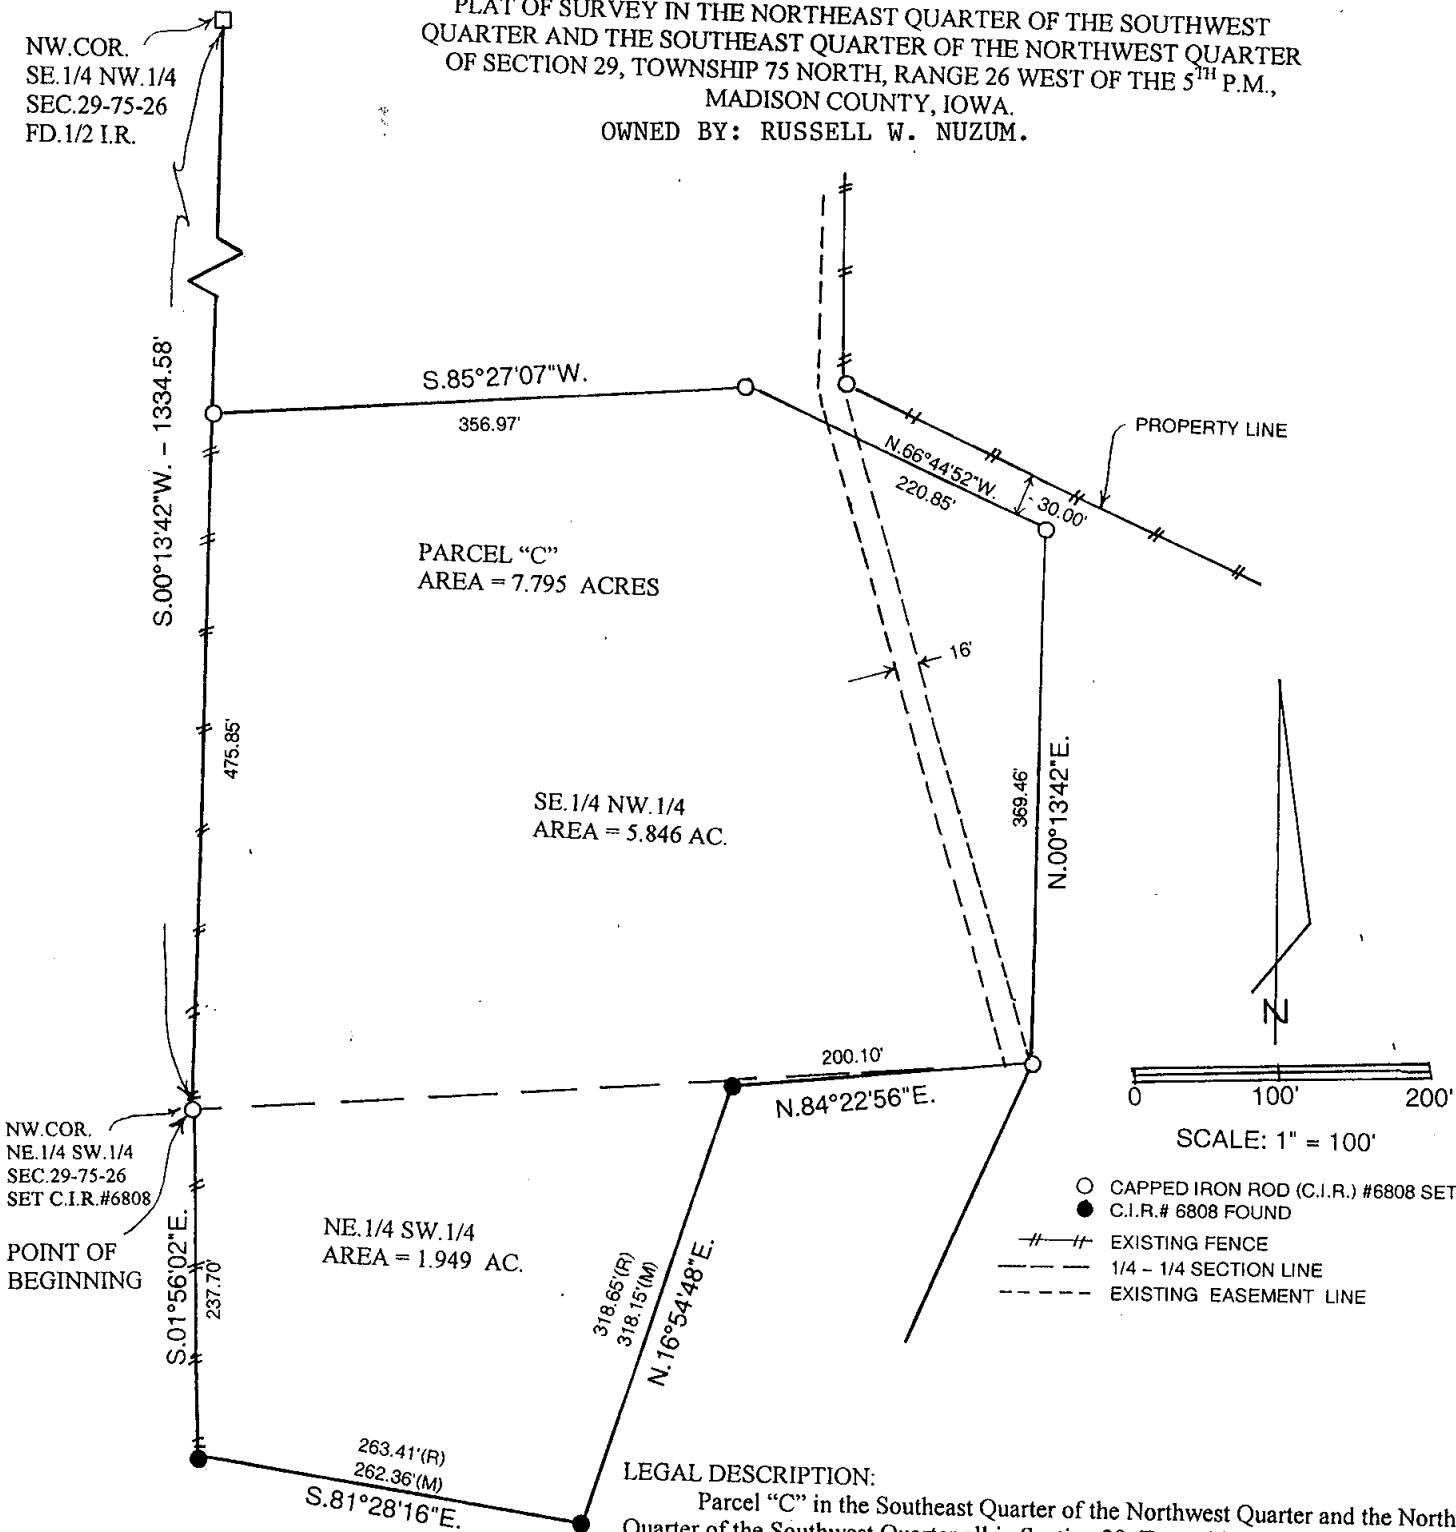 PLAT OF SURVEY IN THE NORTHEAST QUARTER OF THE SOUTHWEST
QUARTER AND THE SOUTHEAST QUARTER OF THE NORTHWEST QUARTER
OF SECTION 29, TOWNSHIP 75 NORTH, RANGE 26 WEST OF THE 5TH P.M.,
MADISON COUNTY, IOWA.
OWNED BY: RUSSELL W. NUZUM.
NW.COR.
SE.1/4 NW.1/4
SEC.29-75-26
FD.1/2 I.R.
S.00°13'42"W. – 1334.58'
S.85°27'07"W.
356.97'
N.66°44'52"W.
220.85'
30.00'
PROPERTY LINE
PARCEL “C”
AREA = 7.795 ACRES
16'
475.85'
369.46'
N.00°13'42"E.
SE.1/4 NW.1/4
AREA = 5.846 AC.
200.10'
N.84°22'56"E.
N
0 100' 200'
SCALE: 1" = 100'
NW.COR.
NE.1/4 SW.1/4
SEC.29-75-26
SET C.I.R.#6808
POINT OF
BEGINNING
S.01°56'02"E.
237.70'
NE.1/4 SW.1/4
AREA = 1.949 AC.
318.65'(R)
318.15'(M)
N.16°54'48"E.
CAPPED IRON ROD (C.I.R.) #6808 SET
C.I.R.# 6808 FOUND
EXISTING FENCE
1/4 – 1/4 SECTION LINE
EXISTING EASEMENT LINE
263.41'(R)
262.36'(M)
S.81°28'16"E.
LEGAL DESCRIPTION:
Parcel “C” in the Southeast Quarter of the Northwest Quarter and the North
Quarter of the Southwest Quarter all in Section 29,